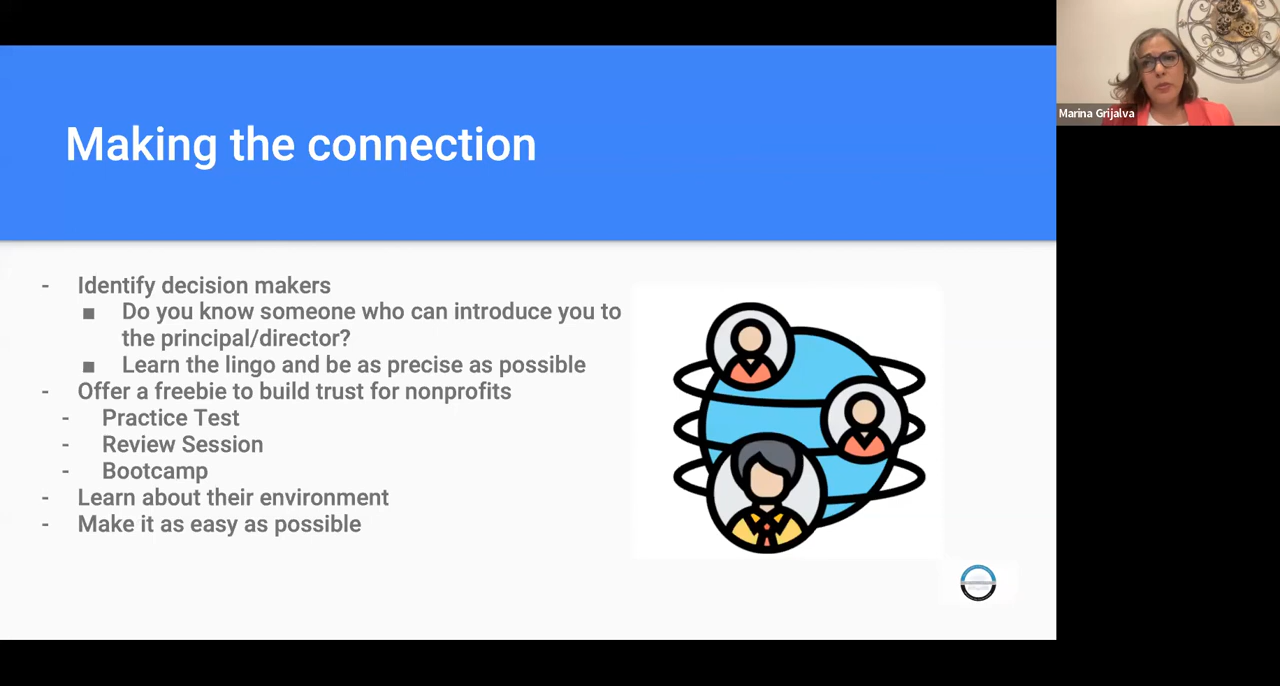 Making the connection
Marina Grijalva
- Identify decision makers
■ Do you know someone who can introduce you to
the principal/director?
■ Learn the lingo and be as precise as possible
- Offer a freebie to build trust for nonprofits
- Practice Test
- Review Session
- Bootcamp
- Learn about their environment
- Make it as easy as possible